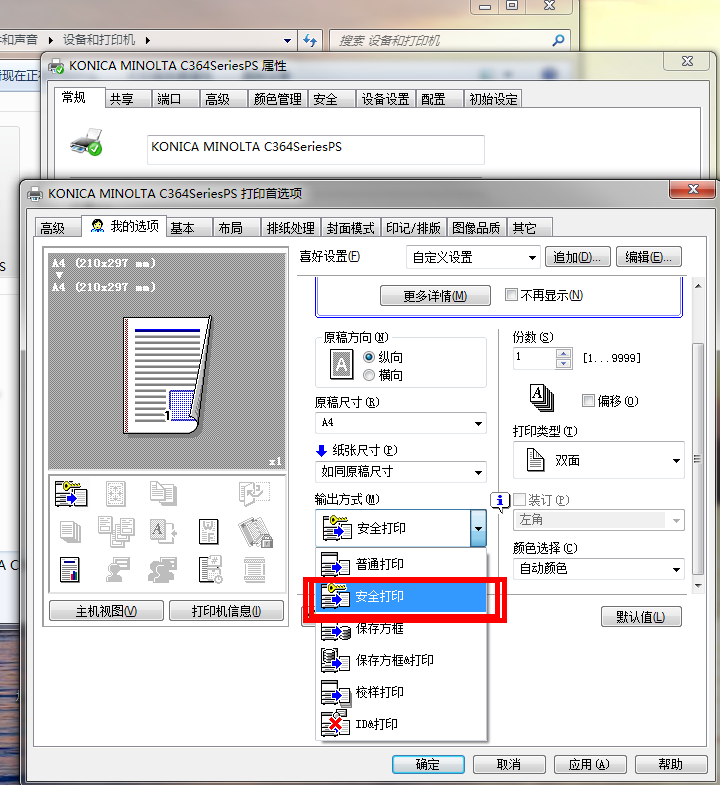 和声音 ▸ 设备和打印机 ▸
搜索 设备和打印机
看现在正在
KONICA MINOLTA C364SeriesPS 属性
常规 共享 端口 高级 颜色管理 安全 设备设置 配置 初始设定
KONICA MINOLTA C364SeriesPS
KONICA MINOLTA C364SeriesPS 打印首选项
高级 我的选项 基本 布局 排纸处理 封面模式 印记/排版 图像品质 其它
喜好设置(F) 自定义设置 追加(D)... 编辑(E)...
A4 (210x297 mm)
A4 (210x297 mm)
1
x1
更多详情(M) 不再显示(N)
原稿方向(N)
A
纵向
横向
原稿尺寸(R)
A4
纸张尺寸(P)
如同原稿尺寸
输出方式(M)
安全打印
普通打印
安全打印
保存方框
保存方框&打印
校样打印
ID&打印
份数(S)
1 [1...9999]
偏移(O)
打印类型(T)
双面
装订(P)
左角
颜色选择(C)
自动颜色
主机视图(V) 打印机信息(I) 默认值(L)
确定 取消 应用(A) 帮助